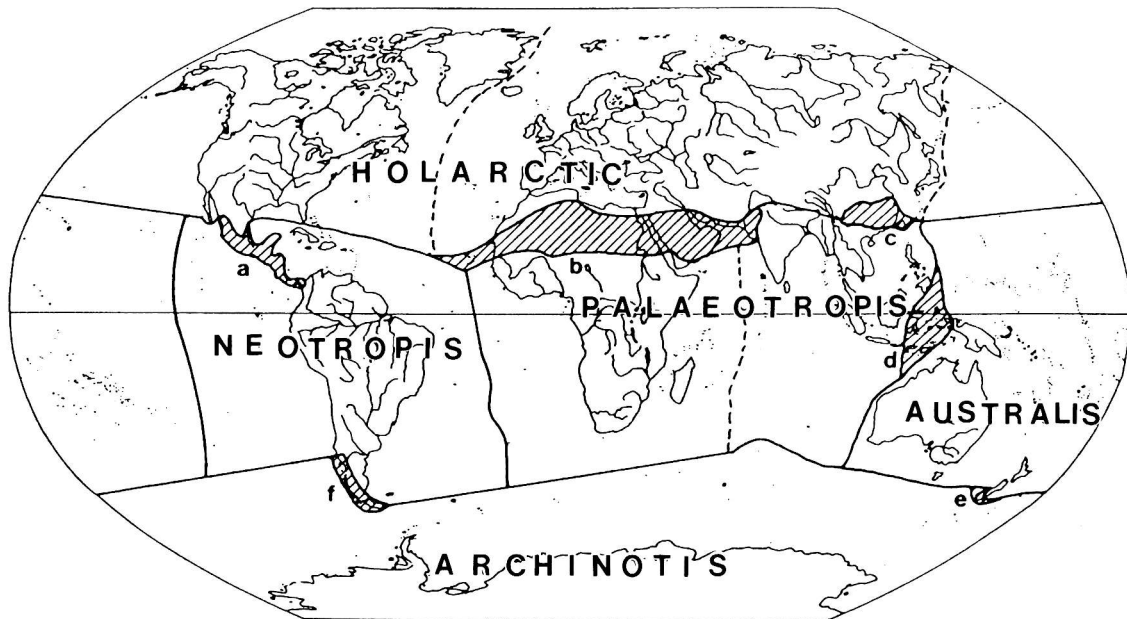 HOLARCTIC
a
b
c
PALAEOTROPIS
NEOTROPIS
d
AUSTRALIS
f
e
ARCHINOTIS